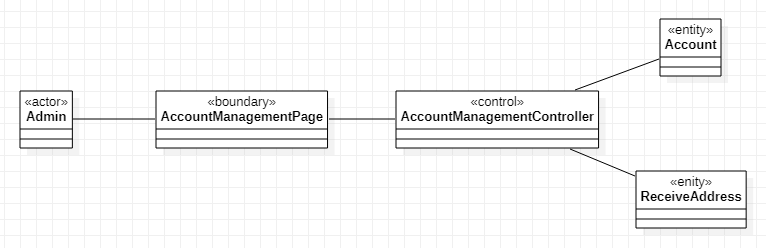 «entity»
Account
«actor»
Admin
«boundary»
AccountManagementPage
«control»
AccountManagementController
«enity»
ReceiveAddress